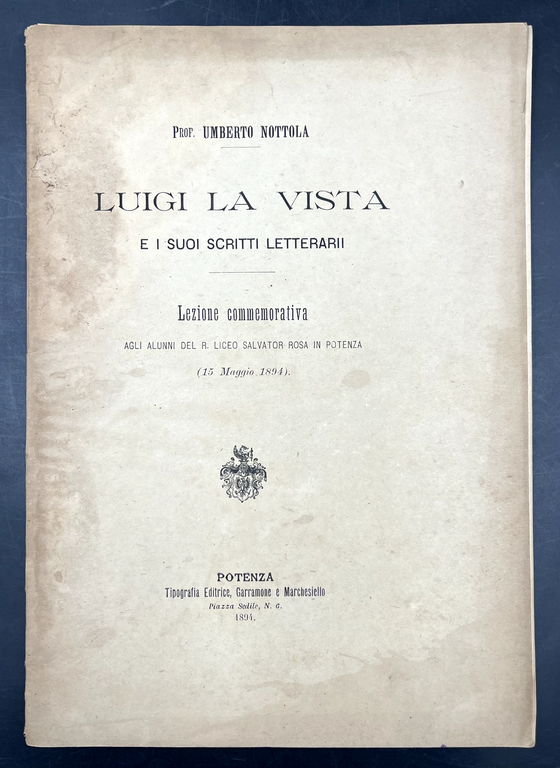 Prof. UMBERTO NOTTOLA
LUIGI LA VISTA
E I SUOI SCRITTI LETTERARII
Lezione commemorativa
AGLI ALUNNI DEL R. LICEO SALVATOR ROSA IN POTENZA
(15 Maggio 1894).
POTENZA
Tipografia Editrice, Garramone e Marchesiello
Piazza Sedile, N. 6.
1894.